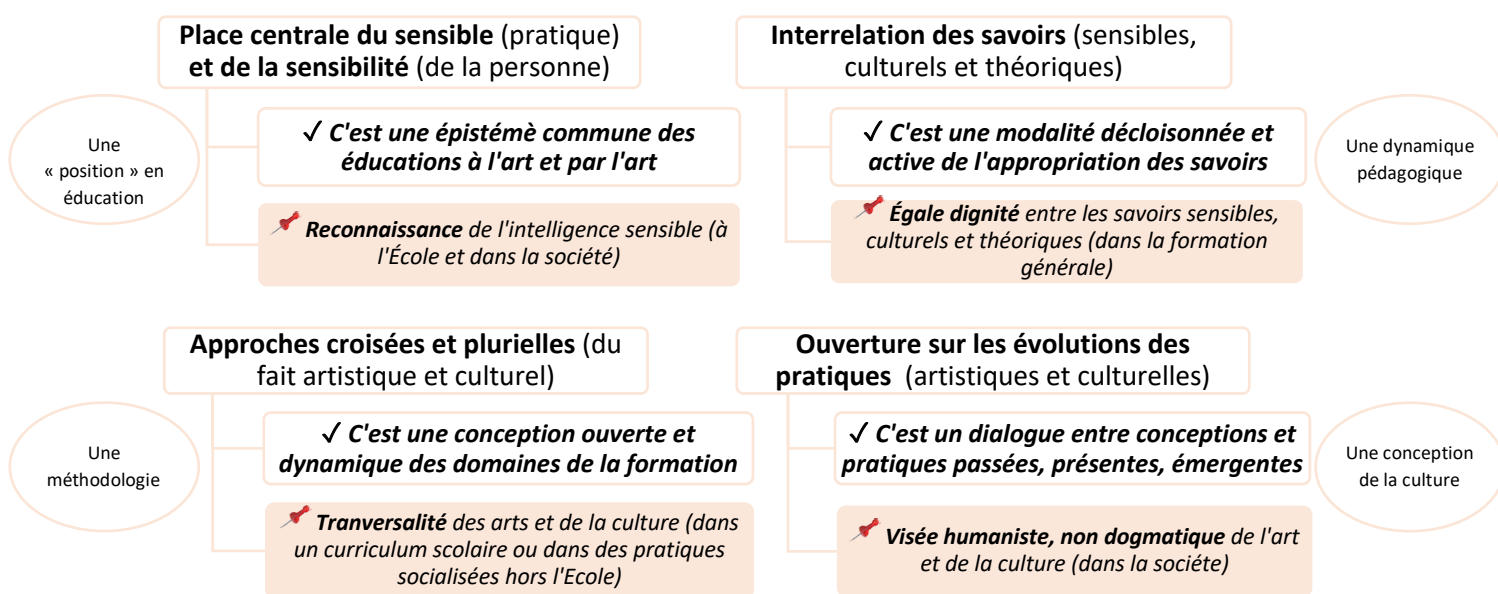 Place centrale du sensible (pratique)
et de la sensibilité (de la personne)
Une
« position » en
éducation
✓ C'est une épistémè commune des
éducations à l'art et par l'art
Reconnaissance de l'intelligence sensible (à
l'École et dans la société)
Interrelation des savoirs (sensibles,
culturels et théoriques)
✓ C'est une modalité décloisonnée et
active de l'appropriation des savoirs
Égale dignité entre les savoirs sensibles,
culturels et théoriques (dans la formation
générale)
Une dynamique
pédagogique
Approches croisées et plurielles (du
fait artistique et culturel)
Une
méthodologie
✓ C'est une conception ouverte et
dynamique des domaines de la formation
Tranversalité des arts et de la culture (dans
un curriculum scolaire ou dans des pratiques
socialisées hors l'Ecole)
Ouverture sur les évolutions des
pratiques (artistiques et culturelles)
✓ C'est un dialogue entre conceptions et
pratiques passées, présentes, émergentes
Visée humaniste, non dogmatique de l'art
et de la culture (dans la sociéte)
Une conception
de la culture